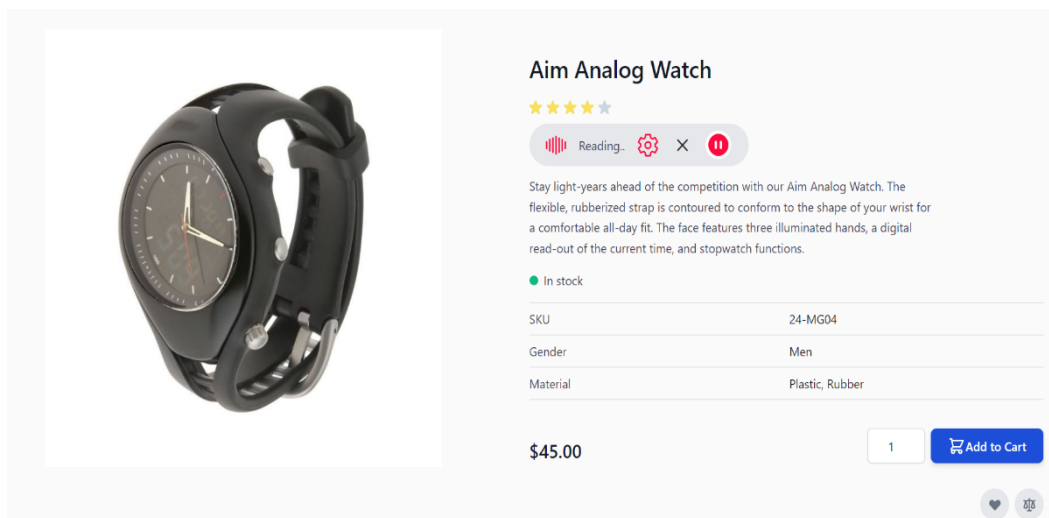 Aim Analog Watch
Reading..
Stay light-years ahead of the competition with our Aim Analog Watch. The
flexible, rubberized strap is contoured to conform to the shape of your wrist for
a comfortable all-day fit. The face features three illuminated hands, a digital
read-out of the current time, and stopwatch functions.
In stock
SKU 24-MG04
Gender Men
Material Plastic, Rubber
$45.00 1 Add to Cart